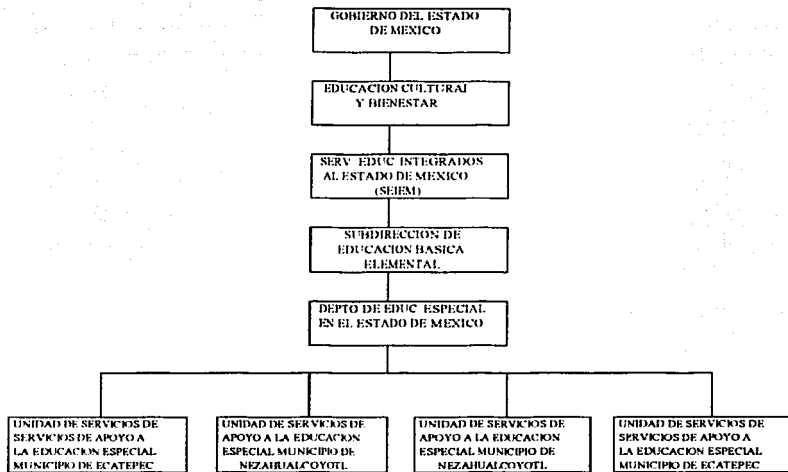 GOBIERNO DEL ESTADO
DE MEXICO
EDUCACION CULTURAL
Y BIENESTAR
SERV EDUC INTEGRADOS
AL ESTADO DE MEXICO
(SEIEM)
SUBDIRECCION DE
EDUCACION BASICA
ELEMENTAL
DEPTO DE EDUC ESPECIAL
EN EL ESTADO DE MEXICO
UNIDAD DE SERVICIOS DE
SERVICIOS DE APOYO A
LA EDUCACION ESPECIAL
MUNICIPIO DE ECATEPEC
UNIDAD DE SERVICIOS DE
APOYO A LA EDUCACION
ESPECIAL MUNICIPIO DE
NEZAHUALCOYOTL
UNIDAD DE SERVICIOS DE
APOYO A LA EDUCACION
ESPECIAL MUNICIPIO DE
NEZAHUALCOYOTL
UNIDAD DE SERVICIOS DE
SERVICIOS DE APOYO A
LA EDUCACION ESPECIAL
MUNICIPIO DE ECATEPEC